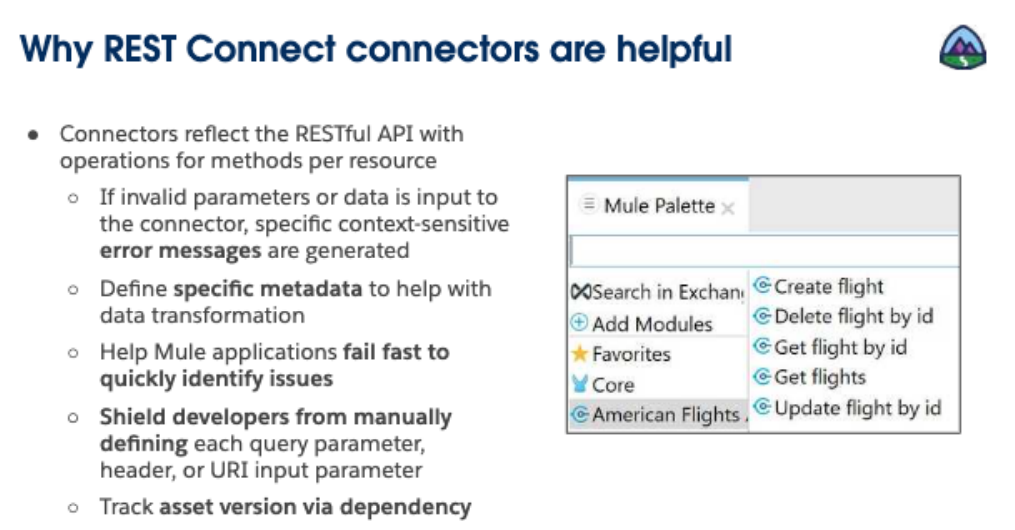 Why REST Connect connectors are helpful
● Connectors reflect the RESTful API with
operations for methods per resource
○ If invalid parameters or data is input to
the connector, specific context-sensitive
error messages are generated
○ Define specific metadata to help with
data transformation
○ Help Mule applications fail fast to
quickly identify issues
○ Shield developers from manually
defining each query parameter,
header, or URI input parameter
○ Track asset version via dependency
Mule Palette
Search in Exchan
Add Modules
Favorites
Core
American Flights
Create flight
Delete flight by id
Get flight by id
Get flights
Update flight by id